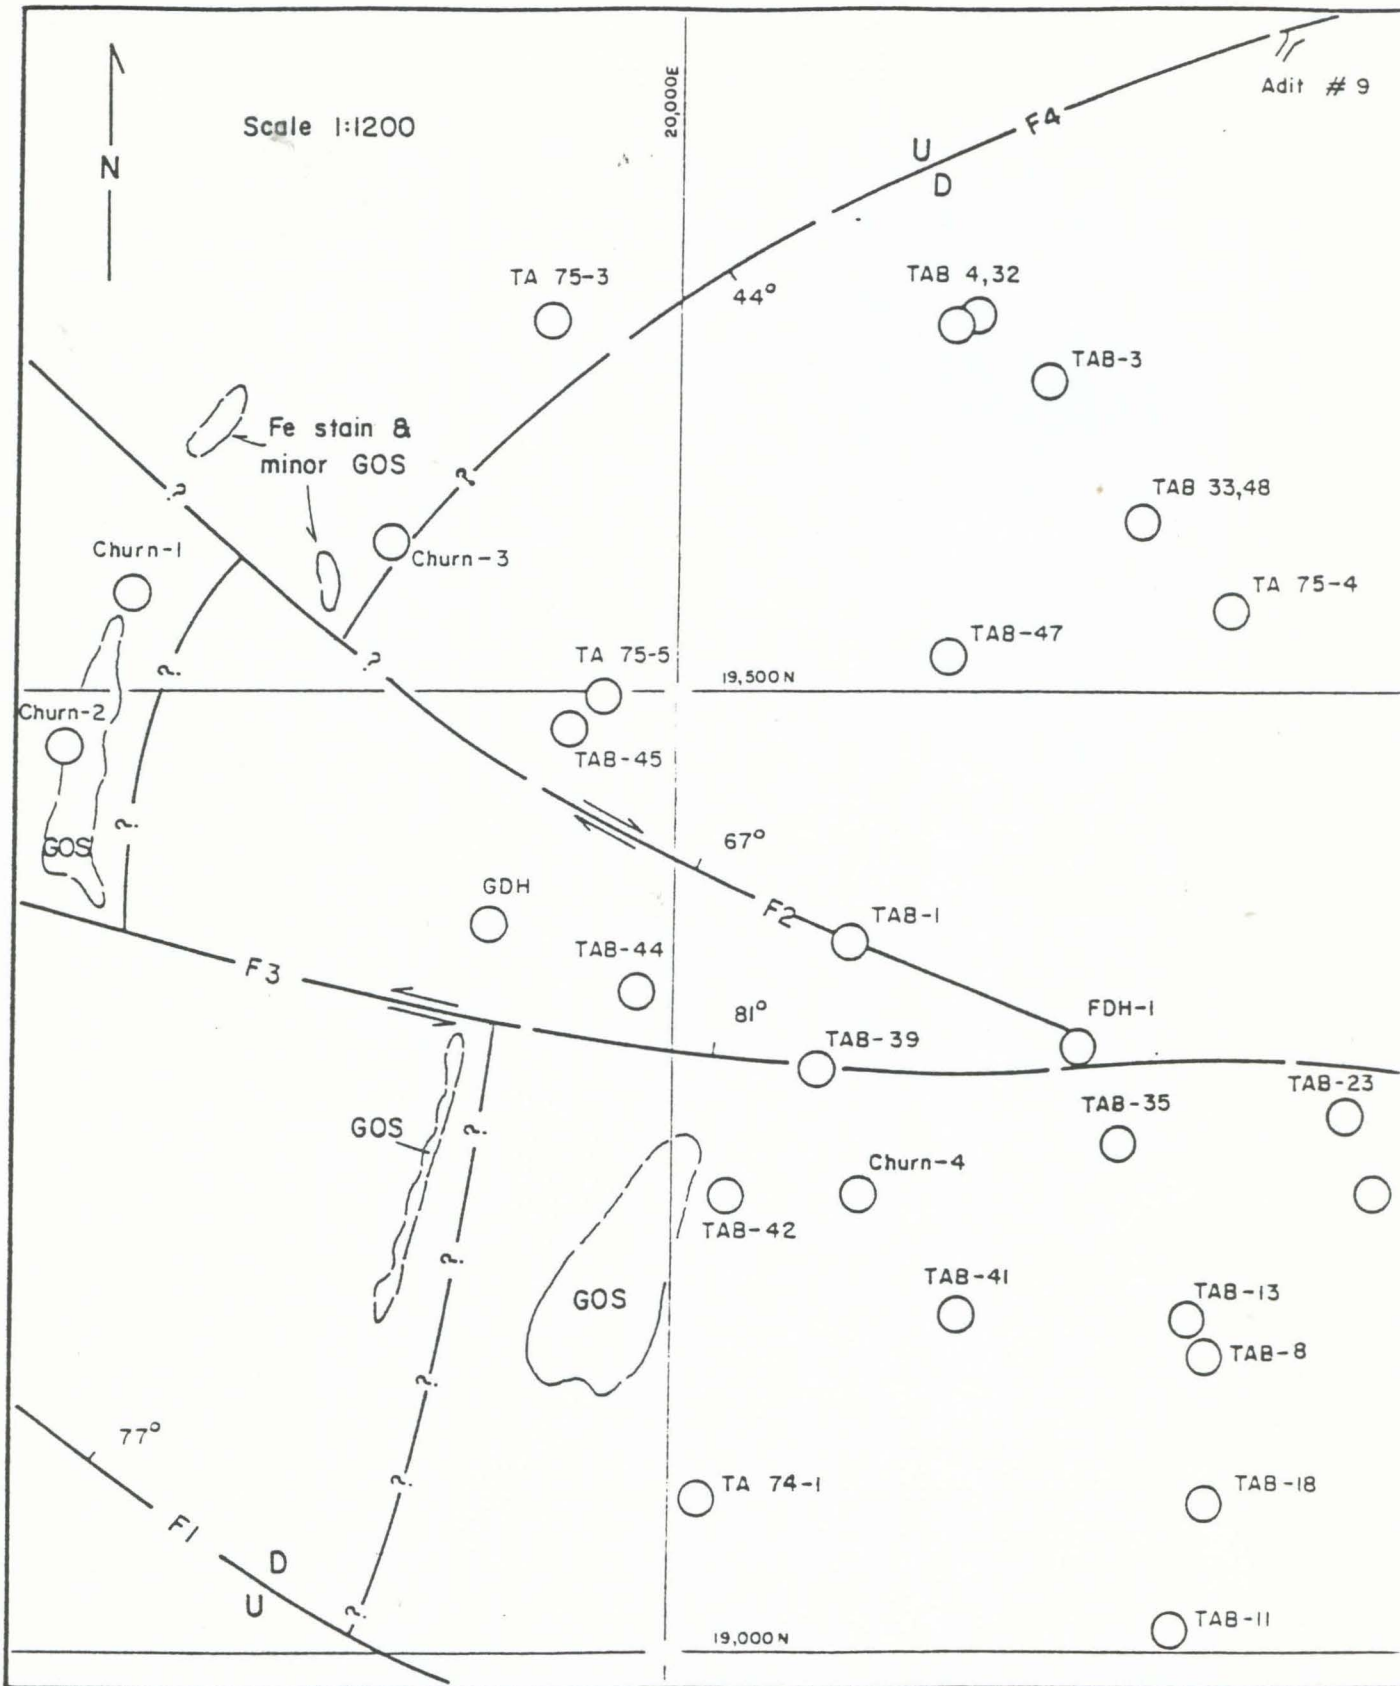 Adit # 9
20,000E
Scale 1:1200
F4
N
U
D
TA 75-3
44°
TAB 4,32
TAB-3
Fe stain &
minor GOS
?
?
TAB 33,48
Churn-1
Churn-3
TA 75-4
TAB-47
?
?
TA 75-5
19,500 N
Churn-2
TAB-45
?
GOS
67°
GDH
F2
TAB-1
TAB-44
F3
81°
FDH-1
TAB-39
TAB-23
GOS
?
TAB-35
Churn-4
TAB-42
?
TAB-41
GOS
TAB-13
TAB-8
?
77°
?
TA 74-1
TAB-18
F1
D
U
?
TAB-11
19,000 N